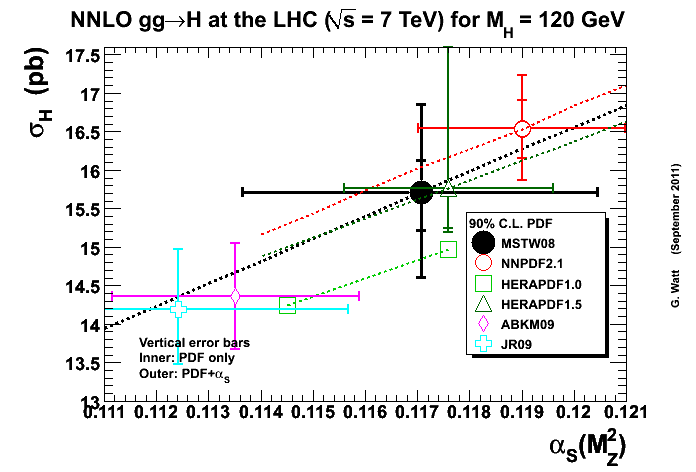 NNLO gg→H at the LHC (√s = 7 TeV) for M_H = 120 GeV
σ_H (pb)
17.5
17
16.5
16
15.5
15
14.5
14
13.5
13
90% C.L. PDF
MSTW08
NNPDF2.1
HERAPDF1.0
HERAPDF1.5
ABKM09
JR09
Vertical error bars
Inner: PDF only
Outer: PDF+α_S
0.111 0.112 0.113 0.114 0.115 0.116 0.117 0.118 0.119 0.12 0.121
α_S(M_Z^2)
G. Watt (September 2011)